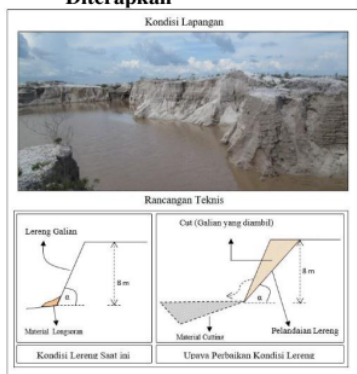 Diterapkan
Kondisi Lapangan
Rancangan Teknis
Lereng Galian
8 m
α
Material Longsoran
Kondisi Lereng Saat ini
Cut (Galian yang diambil)
8 m
α
Material Cutting
Pelandaian Lereng
Upaya Perbaikan Kondisi Lereng